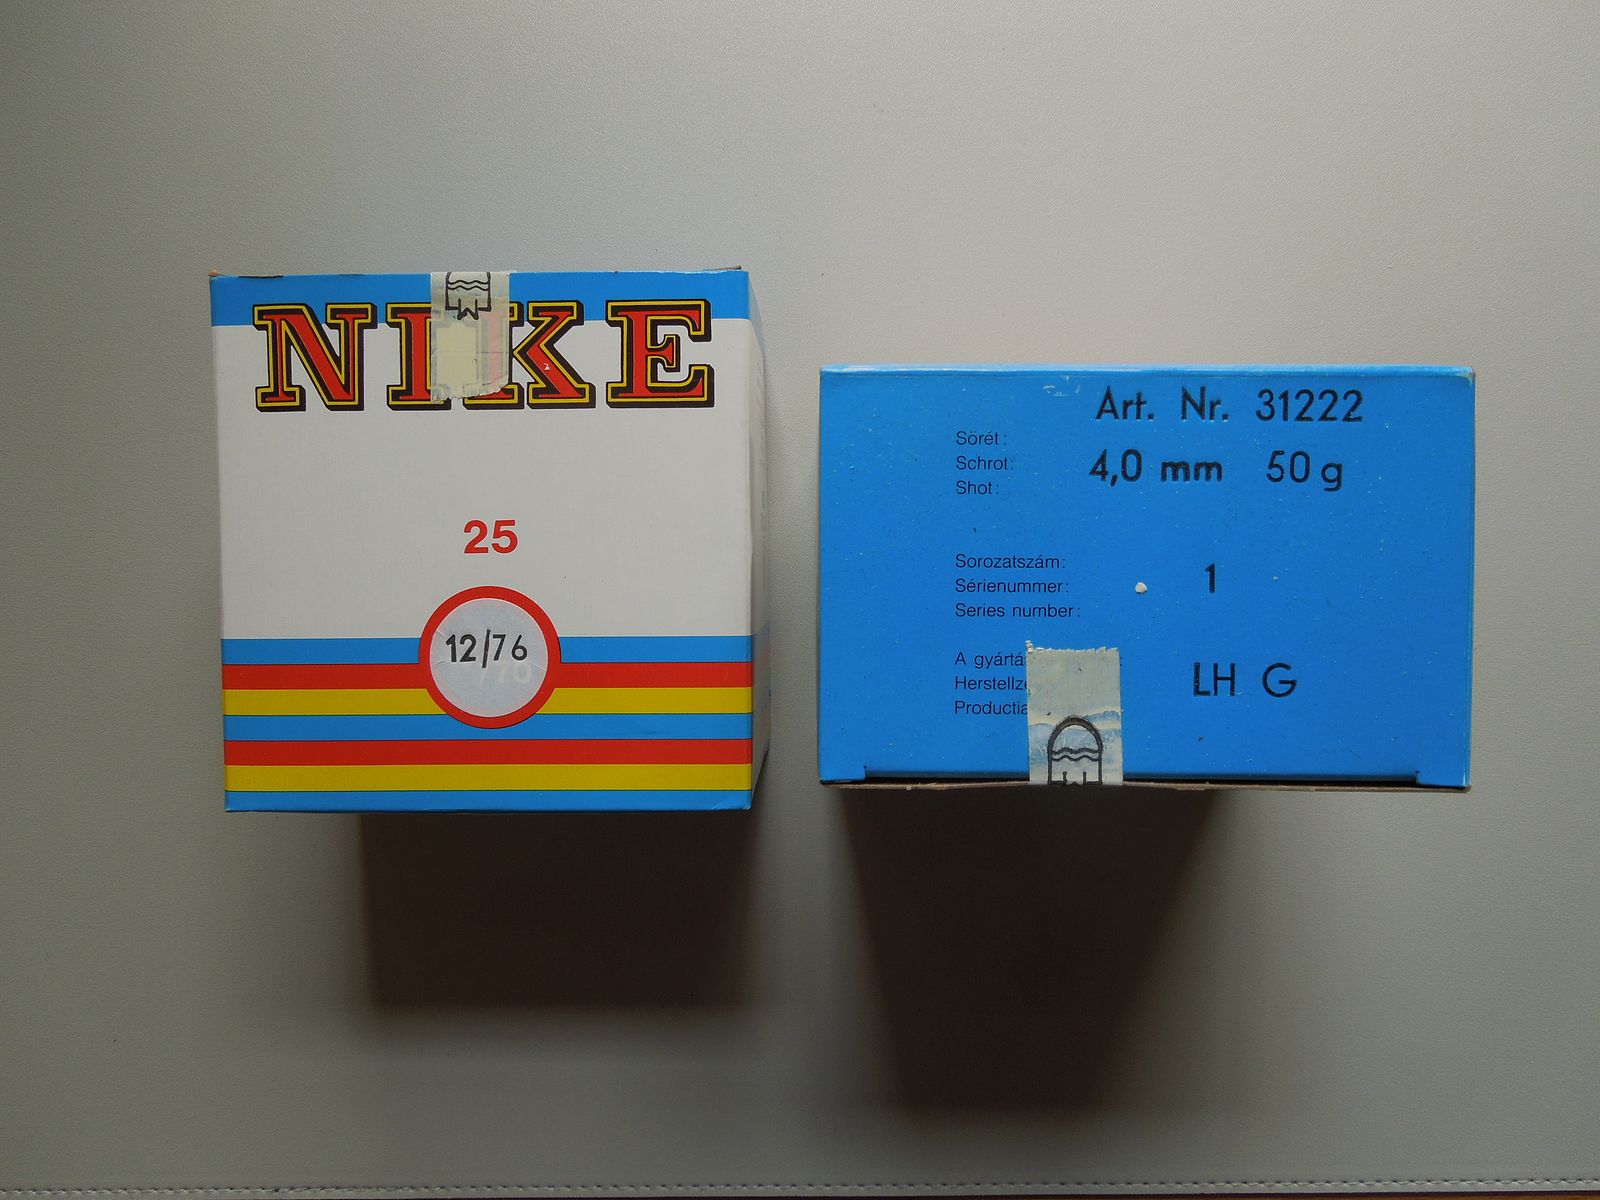 NIKE
25
12/76
Art. Nr. 31222
Sörét:
Schrot:
Shot:
4,0 mm 50 g
Sorozatszám:
Sérienummer:
Series number:
1
A
LH G